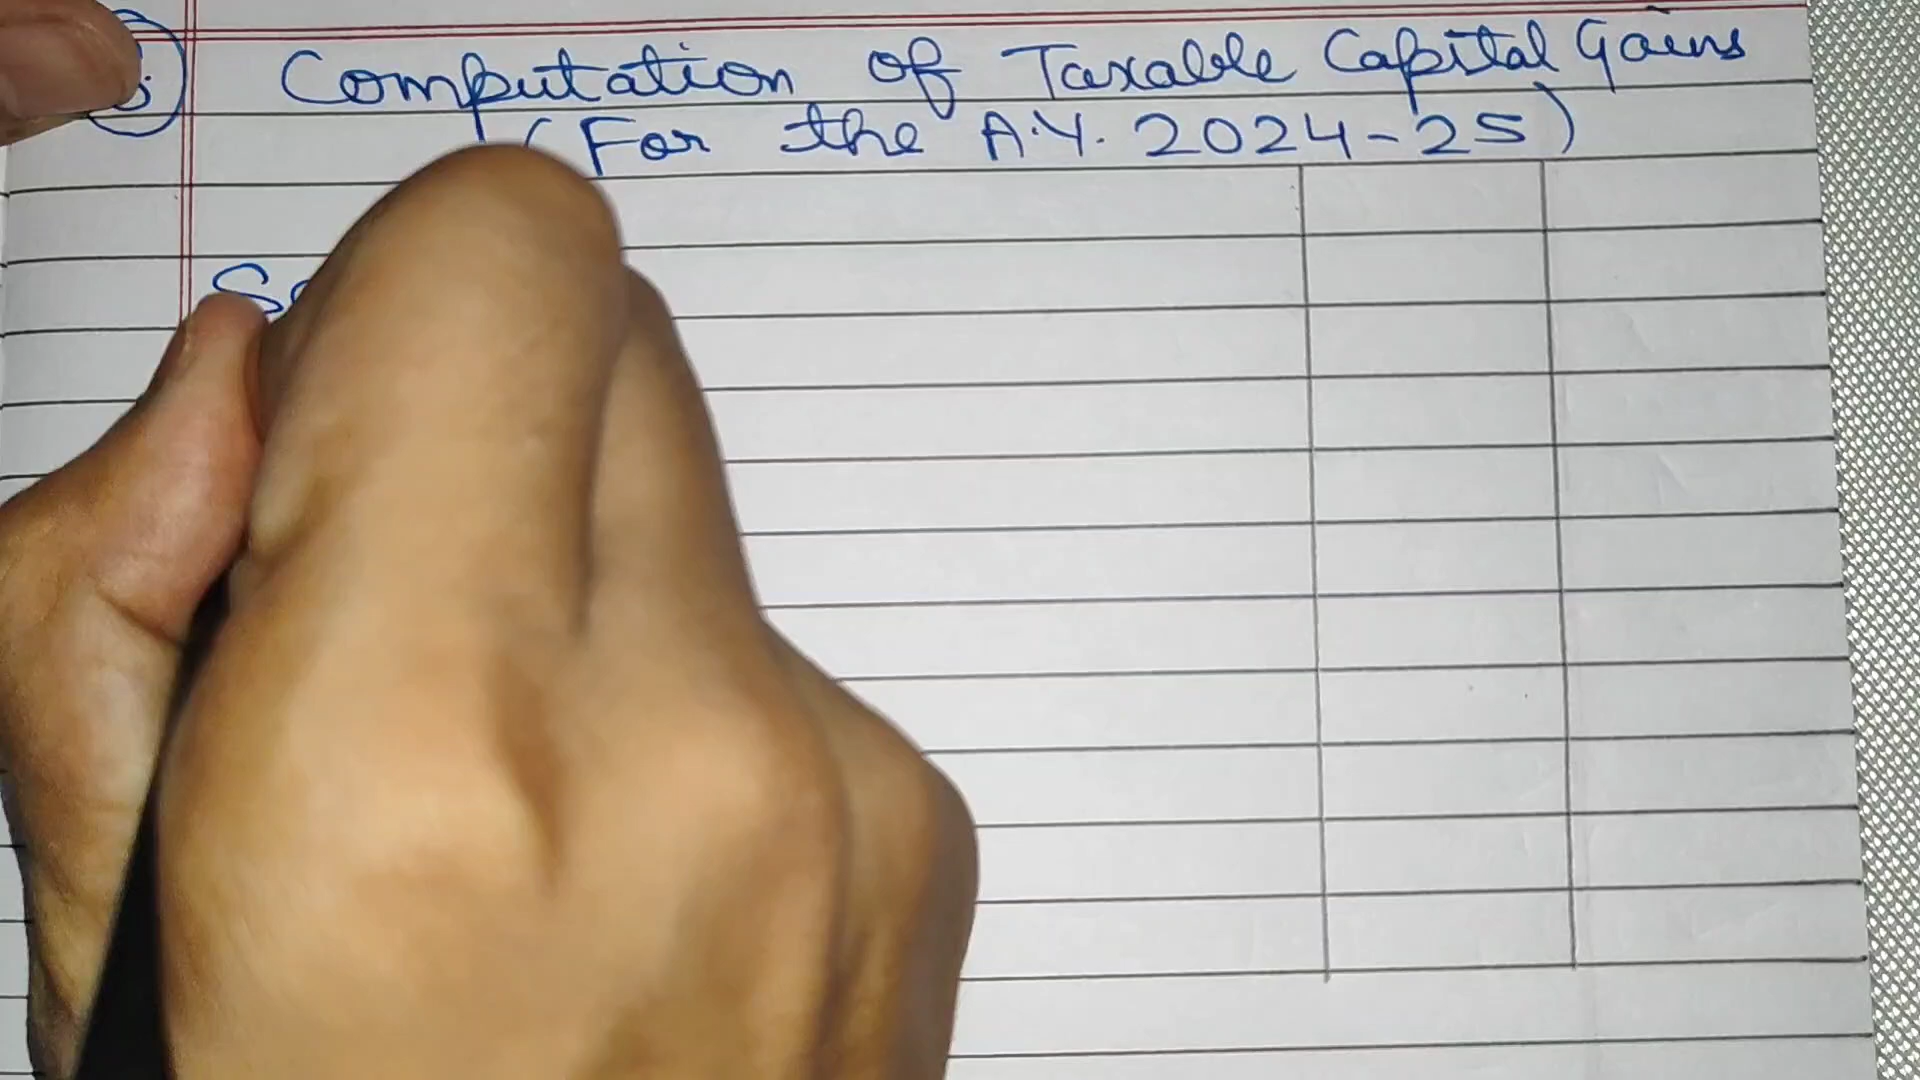 Computation of Taxable Capital Gains
(For the A.Y. 2024-25)